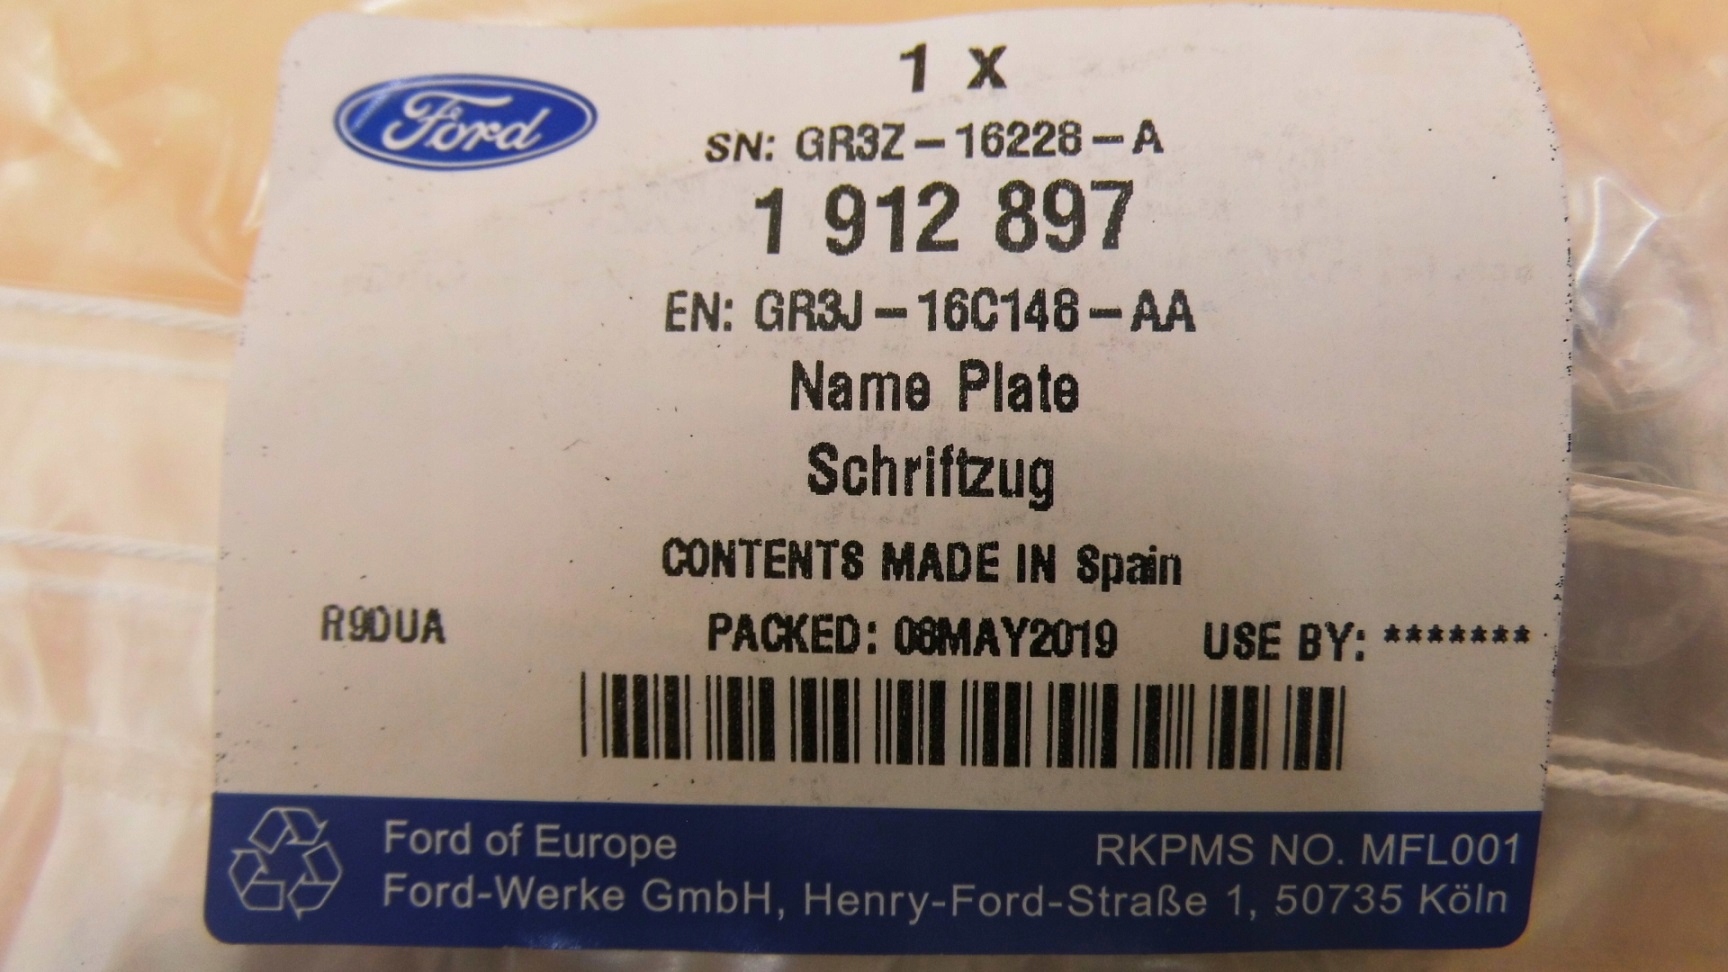 Ford
1 x
SN: GR3Z-16228-A
1 912 897
EN: GR3J-16C148-AA
Name Plate
Schriftzug
CONTENTS MADE IN Spain
R9DUA PACKED: 08MAY2019 USE BY: *******
Ford of Europe RKPMS NO. MFL001
Ford-Werke GmbH, Henry-Ford-Straße 1, 50735 Köln